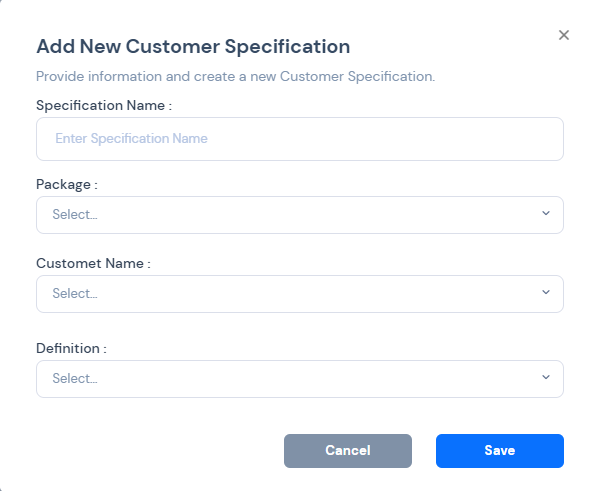 Add New Customer Specification
Provide information and create a new Customer Specification.
Specification Name :
Enter Specification Name
Package :
Select...
Customet Name :
Select...
Definition :
Select...
Cancel Save